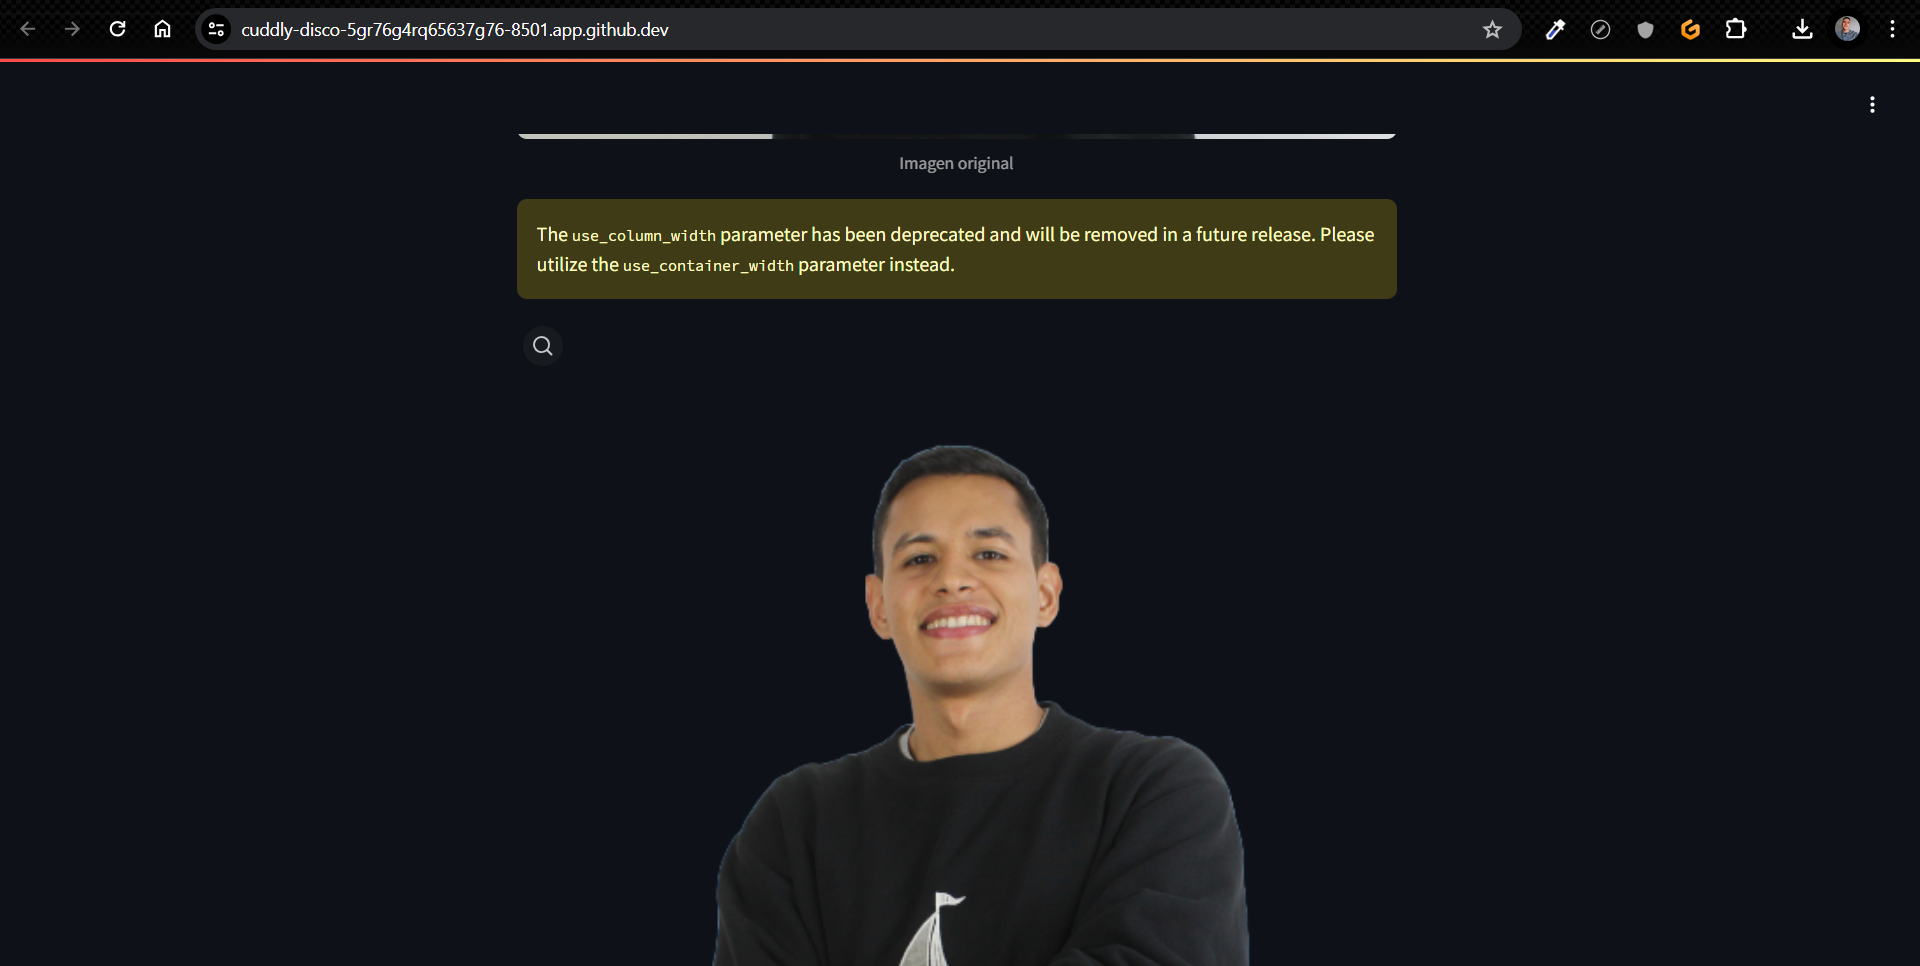 cuddly-disco-5gr76g4rq65637g76-8501.app.github.dev
Imagen original
The use_column_width parameter has been deprecated and will be removed in a future release. Please
utilize the use_container_width parameter instead.